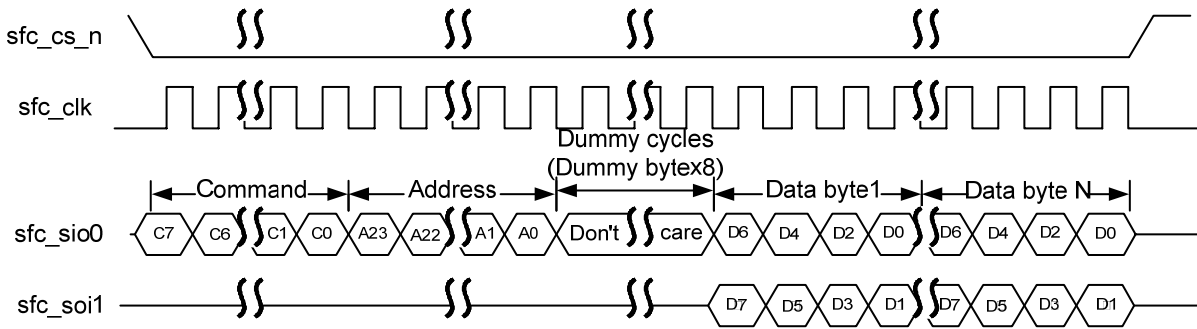 sfc_cs_n
sfc_clk
Dummy cycles
(Dummy bytex8)
Command Address Data byte1 Data byte N
sfc_sio0 C7 C6 C1 C0 A23 A22 A1 A0 Don't care D6 D4 D2 D0 D6 D4 D2 D0
sfc_soi1 D7 D5 D3 D1 D7 D5 D3 D1